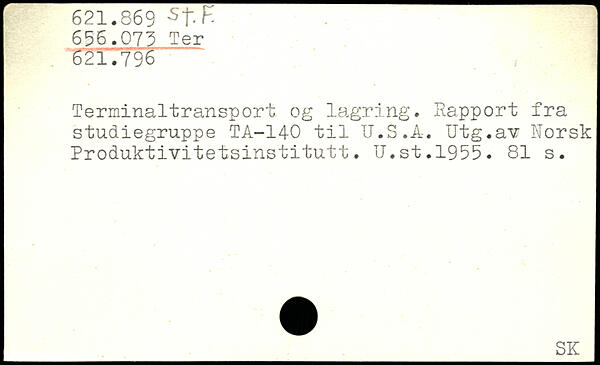 621.869 St.F.
656.073 Ter
621.796
Terminaltransport og lagring. Rapport fra
studiegruppe TA-140 til U.S.A. Utg.av Norsk
Produktivitetsinstitutt. U.st.1955. 81 s.
SK